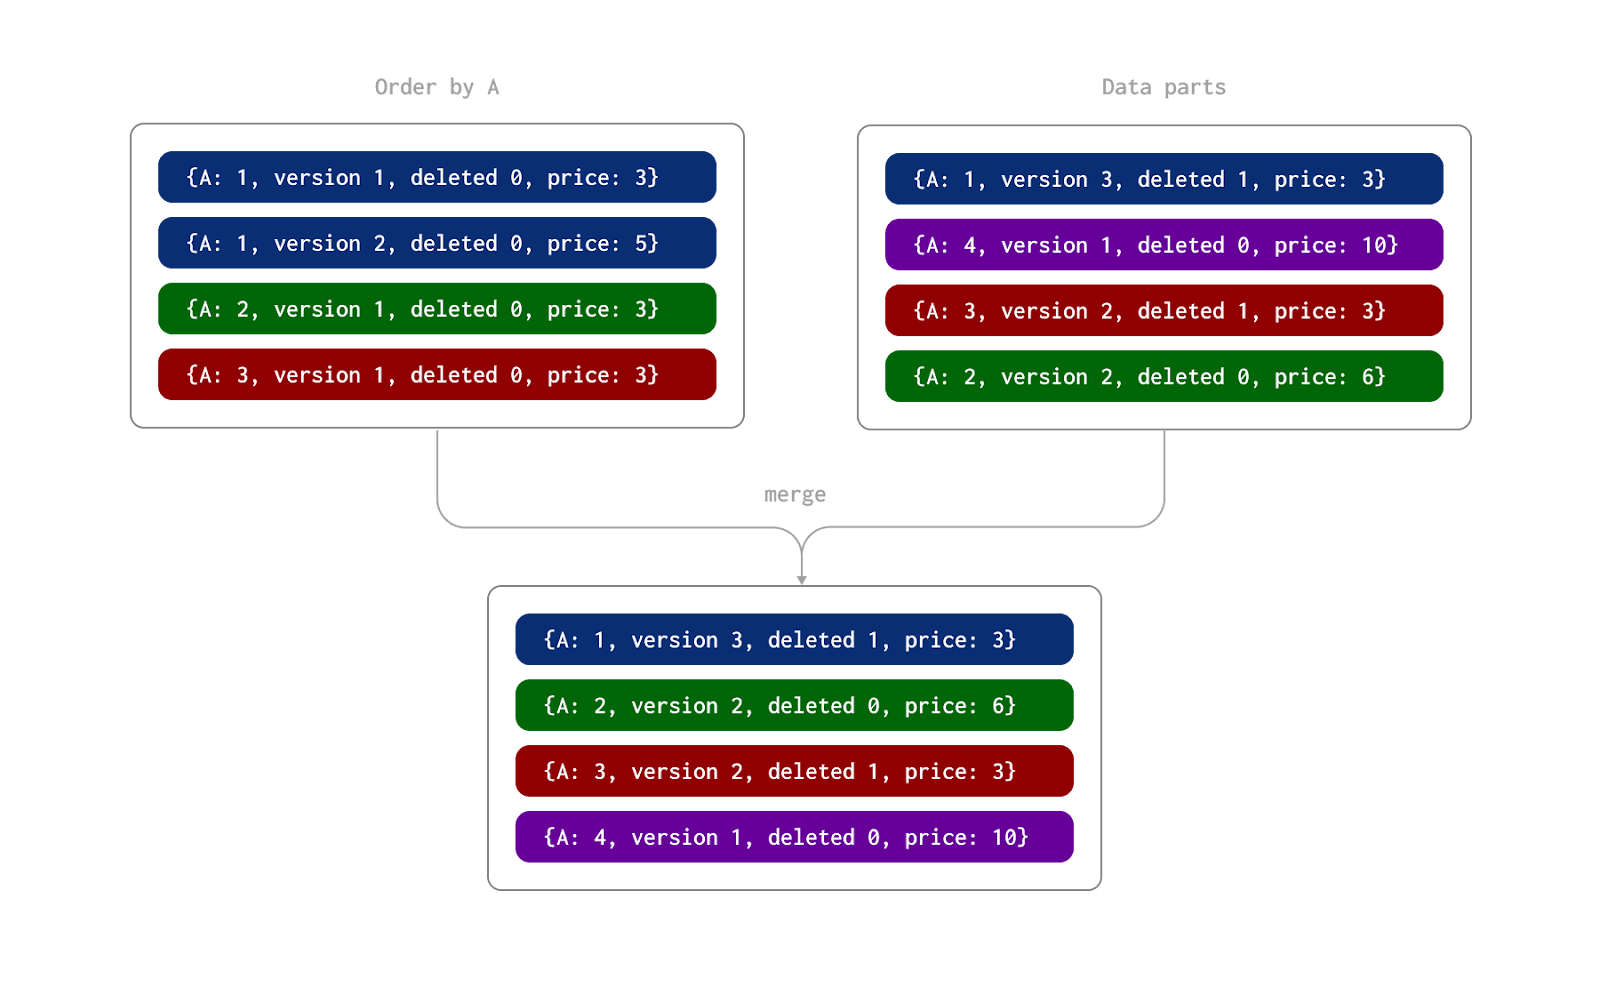 Order by A
{A: 1, version 1, deleted 0, price: 3}
{A: 1, version 2, deleted 0, price: 5}
{A: 2, version 1, deleted 0, price: 3}
{A: 3, version 1, deleted 0, price: 3}
Data parts
{A: 1, version 3, deleted 1, price: 3}
{A: 4, version 1, deleted 0, price: 10}
{A: 3, version 2, deleted 1, price: 3}
{A: 2, version 2, deleted 0, price: 6}
merge
{A: 1, version 3, deleted 1, price: 3}
{A: 2, version 2, deleted 0, price: 6}
{A: 3, version 2, deleted 1, price: 3}
{A: 4, version 1, deleted 0, price: 10}